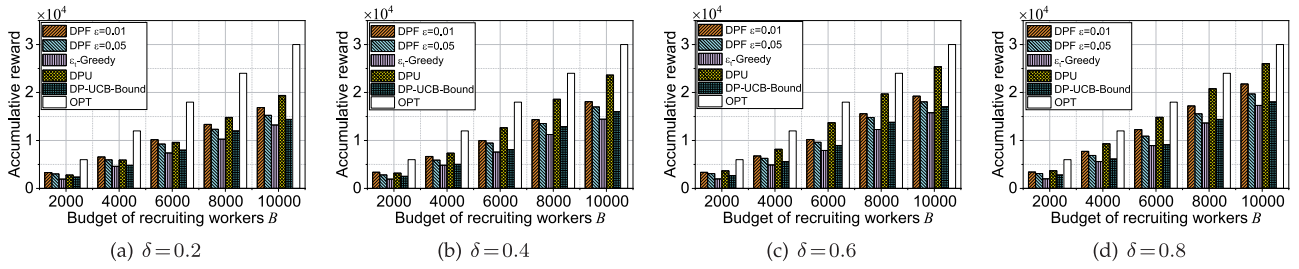 ×10⁴
Accumulative reward
3
2
1
0
DPF ε=0.01
DPF ε=0.05
εt-Greedy
DPU
DP-UCB-Bound
OPT
2000 4000 6000 8000 10000
Budget of recruiting workers B
(a) δ=0.2
×10⁴
Accumulative reward
3
2
1
0
DPF ε=0.01
DPF ε=0.05
εt-Greedy
DPU
DP-UCB-Bound
OPT
2000 4000 6000 8000 10000
Budget of recruiting workers B
(b) δ=0.4
×10⁴
Accumulative reward
3
2
1
0
DPF ε=0.01
DPF ε=0.05
εt-Greedy
DPU
DP-UCB-Bound
OPT
2000 4000 6000 8000 10000
Budget of recruiting workers B
(c) δ=0.6
×10⁴
Accumulative reward
3
2
1
0
DPF ε=0.01
DPF ε=0.05
εt-Greedy
DPU
DP-UCB-Bound
OPT
2000 4000 6000 8000 10000
Budget of recruiting workers B
(d) δ=0.8